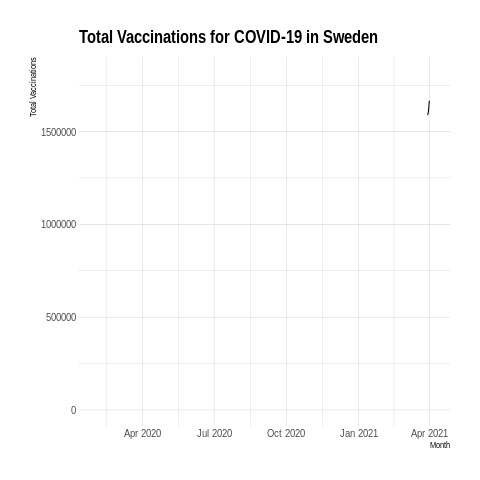 Total Vaccinations for COVID-19 in Sweden
Total Vaccinations
1500000
1000000
500000
0
Apr 2020 Jul 2020 Oct 2020 Jan 2021 Apr 2021
Month